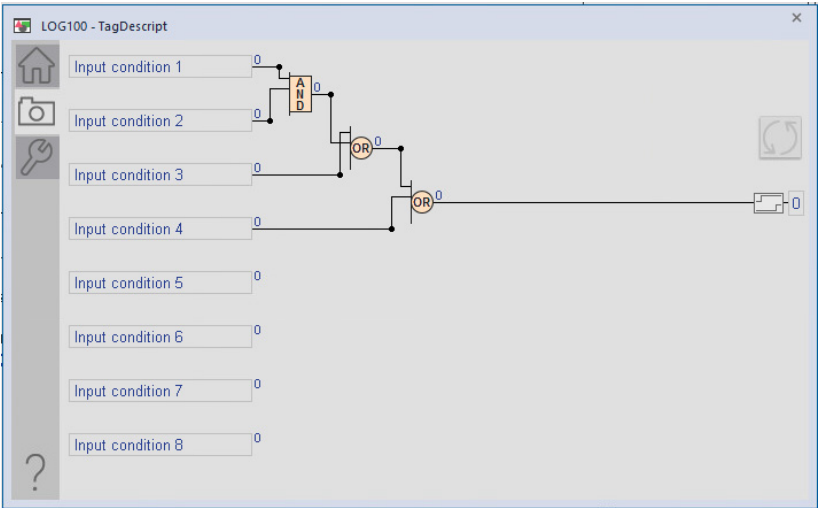 LOG100 - TagDescript
×
Input condition 1 0
AND 0
Input condition 2 0
OR 0
Input condition 3 0
OR 0
0
Input condition 4 0
Input condition 5 0
Input condition 6 0
Input condition 7 0
Input condition 8 0
?